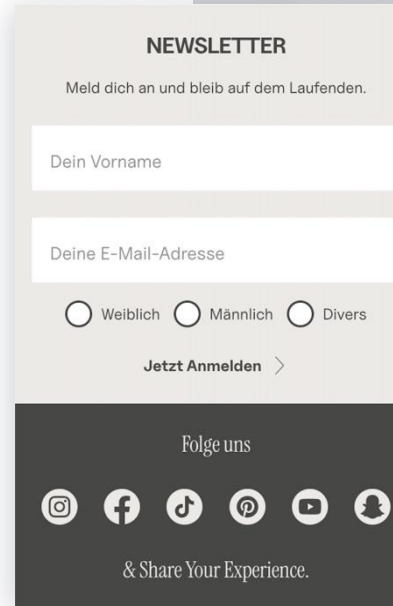 NEWSLETTER
Meld dich an und bleib auf dem Laufenden.
Dein Vorname
Deine E-Mail-Adresse
Weiblich Männlich Divers
Jetzt Anmelden
Folge uns
& Share Your Experience.